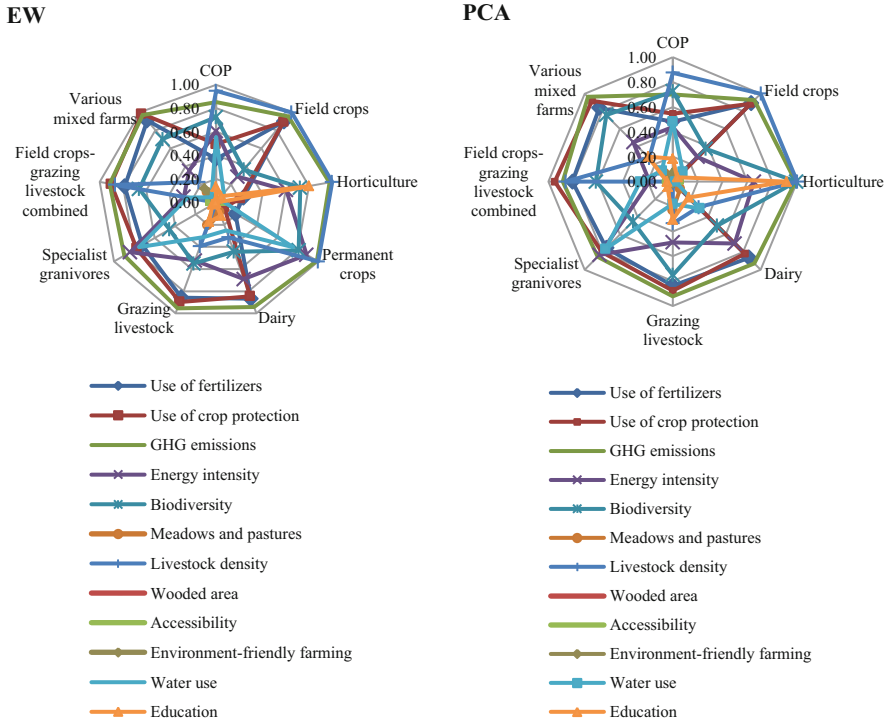 EW
COP
1.00
0.80
0.60
0.40
0.20
0.00
Field crops
Horticulture
Permanent
crops
Dairy
Grazing
livestock
Specialist
granivores
Field crops-
grazing
livestock
combined
Various
mixed farms
Use of fertilizers
Use of crop protection
GHG emissions
Energy intensity
Biodiversity
Meadows and pastures
Livestock density
Wooded area
Accessibility
Environment-friendly farming
Water use
Education
PCA
COP
1.00
0.80
0.60
0.40
0.20
0.00
Field crops
Horticulture
Dairy
Grazing
livestock
Specialist
granivores
Field crops-
grazing
livestock
combined
Various
mixed farms
Use of fertilizers
Use of crop protection
GHG emissions
Energy intensity
Biodiversity
Meadows and pastures
Livestock density
Wooded area
Accessibility
Environment-friendly farming
Water use
Education